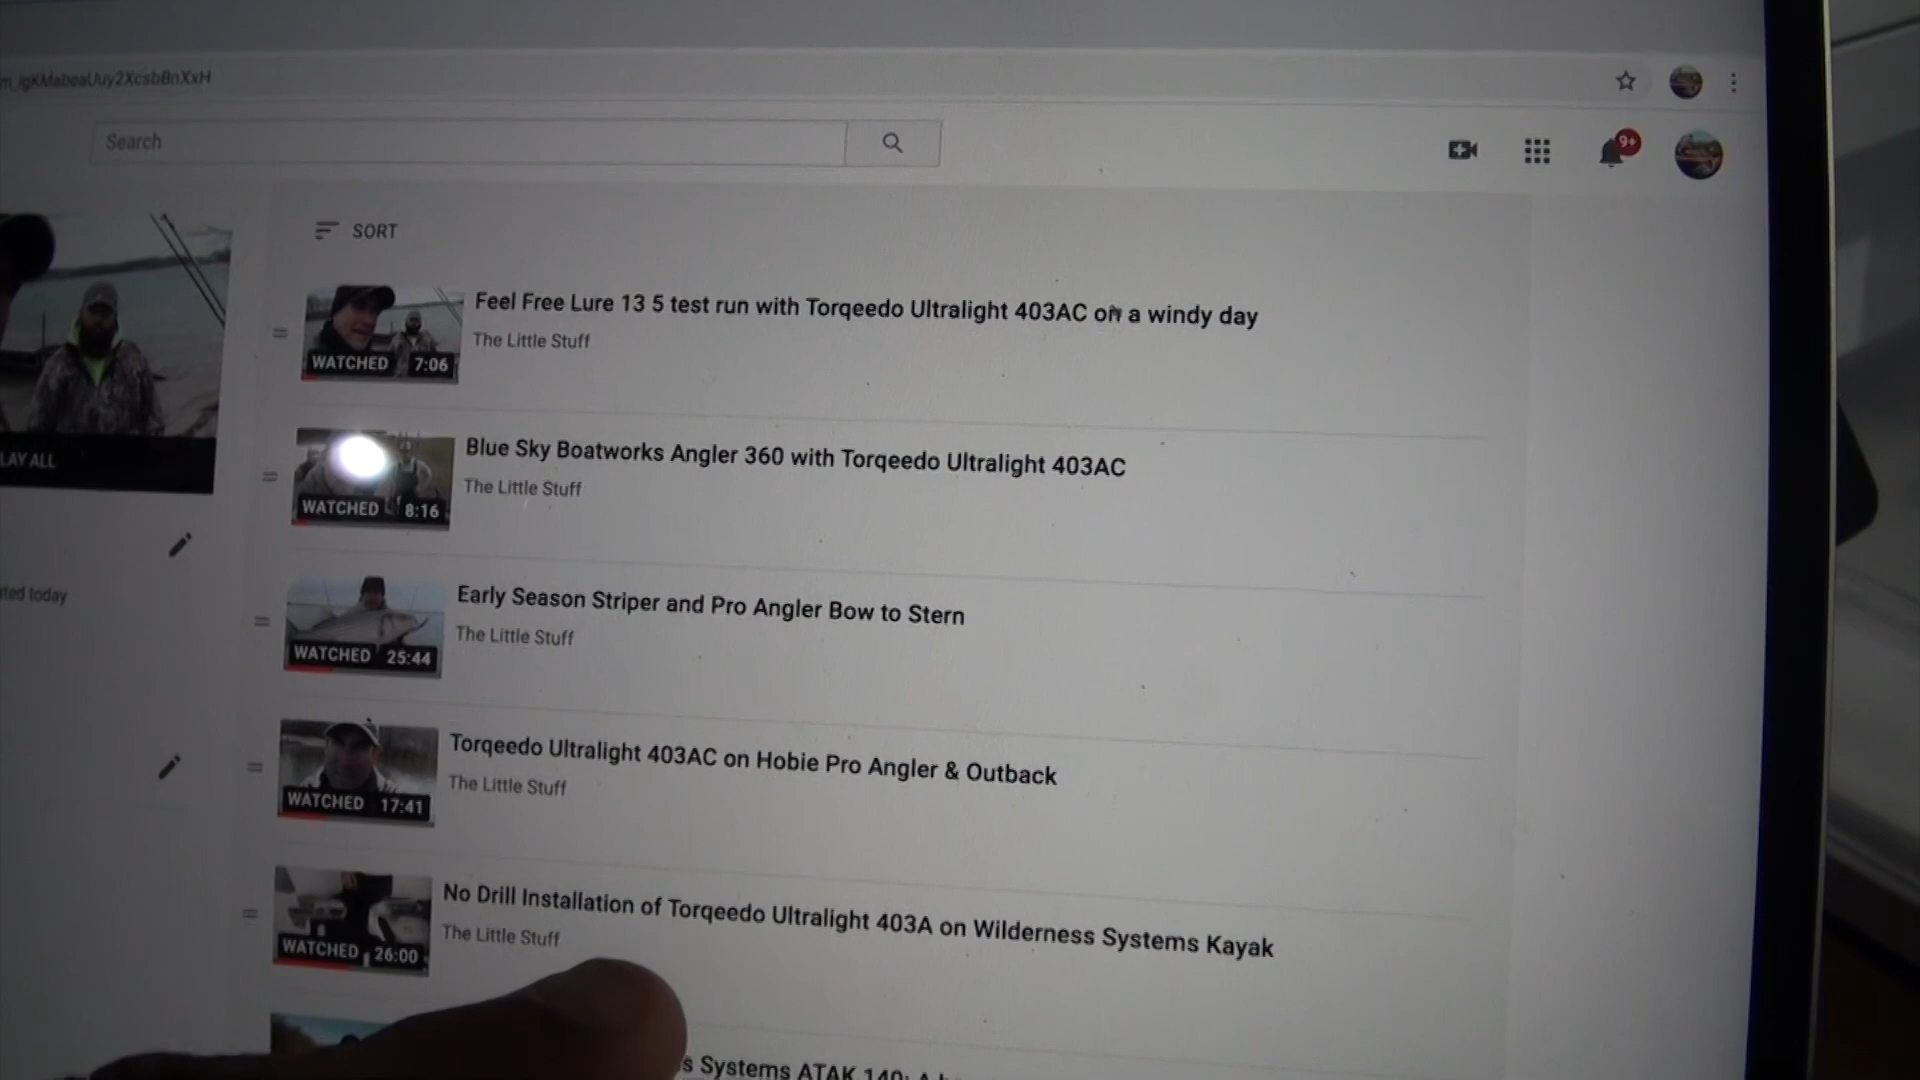 m_igKMabeaUuy2XcsbBnXxH
Search
9+
SORT
Feel Free Lure 13 5 test run with Torqeedo Ultralight 403AC on a windy day
The Little Stuff
WATCHED 7:06
Blue Sky Boatworks Angler 360 with Torqeedo Ultralight 403AC
The Little Stuff
WATCHED 8:16
LAY ALL
Early Season Striper and Pro Angler Bow to Stern
The Little Stuff
WATCHED 25:44
ted today
Torqeedo Ultralight 403AC on Hobie Pro Angler & Outback
The Little Stuff
WATCHED 17:41
No Drill Installation of Torqeedo Ultralight 403A on Wilderness Systems Kayak
The Little Stuff
WATCHED 26:00
s Systems ATAK 140: